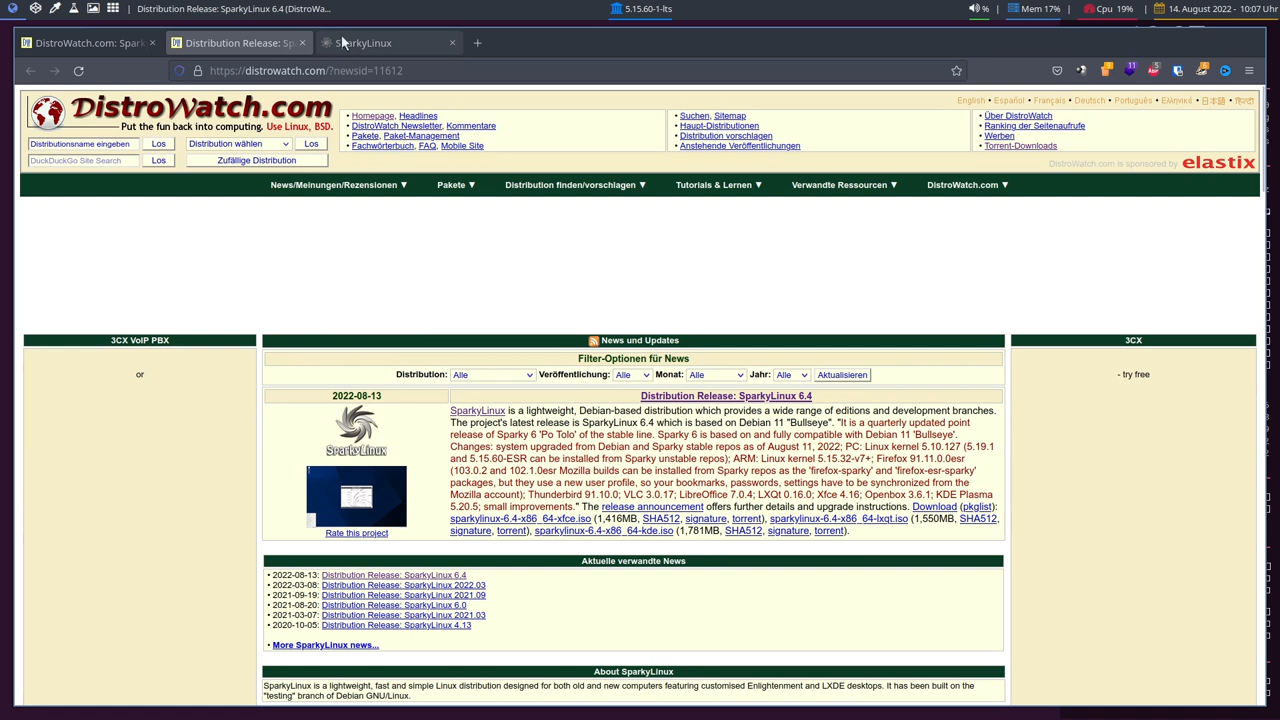 Distribution Release: SparkyLinux 6.4 (DistroWa...
5.15.60-1-lts
%
Mem 17%
Cpu 19%
14. August 2022 - 10:07 Uhr
DistroWatch.com: Spark
Distribution Release: Sp
SparkyLinux
https://distrowatch.com/?newsid=11612
DistroWatch.com
Put the fun back into computing. Use Linux, BSD.
English • Español • Français • Deutsch • Português • Ελληνικά • 日本語 • हिन्दी
Distributionsname eingeben Los Distribution wählen Los
DuckDuckGo Site Search Los Zufällige Distribution
• Homepage, Headlines
• DistroWatch Newsletter, Kommentare
• Pakete, Paket-Management
• Fachwörterbuch, FAQ, Mobile Site
• Suchen, Sitemap
• Haupt-Distributionen
• Distribution vorschlagen
• Anstehende Veröffentlichungen
• Über DistroWatch
• Ranking der Seitenaufrufe
• Werben
• Torrent-Downloads
DistroWatch.com is sponsored by elastix
News/Meinungen/Rezensionen ▼ Pakete ▼ Distribution finden/vorschlagen ▼ Tutorials & Lernen ▼ Verwandte Ressourcen ▼ DistroWatch.com ▼
3CX VoIP PBX
or
News und Updates
Filter-Optionen für News
Distribution: Alle Veröffentlichung: Alle Monat: Alle Jahr: Alle Aktualisieren
2022-08-13
SparkyLinux
Rate this project
Distribution Release: SparkyLinux 6.4
SparkyLinux is a lightweight, Debian-based distribution which provides a wide range of editions and development branches.
The project's latest release is SparkyLinux 6.4 which is based on Debian 11 "Bullseye". "It is a quarterly updated point
release of Sparky 6 'Po Tolo' of the stable line. Sparky 6 is based on and fully compatible with Debian 11 'Bullseye'.
Changes: system upgraded from Debian and Sparky stable repos as of August 11, 2022; PC: Linux kernel 5.10.127 (5.19.1
and 5.15.60-ESR can be installed from Sparky unstable repos); ARM: Linux kernel 5.15.32-v7+; Firefox 91.11.0.0esr
(103.0.2 and 102.1.0esr Mozilla builds can be installed from Sparky repos as the 'firefox-sparky' and 'firefox-esr-sparky'
packages, but they use a new user profile, so your bookmarks, passwords, settings have to be synchronized from the
Mozilla account); Thunderbird 91.10.0; VLC 3.0.17; LibreOffice 7.0.4; LXQt 0.16.0; Xfce 4.16; Openbox 3.6.1; KDE Plasma
5.20.5; small improvements." The release announcement offers further details and upgrade instructions. Download (pkglist):
sparkylinux-6.4-x86_64-xfce.iso (1,416MB, SHA512, signature, torrent), sparkylinux-6.4-x86_64-lxqt.iso (1,550MB, SHA512,
signature, torrent), sparkylinux-6.4-x86_64-kde.iso (1,781MB, SHA512, signature, torrent).
3CX
- try free
Aktuelle verwandte News
• 2022-08-13: Distribution Release: SparkyLinux 6.4
• 2022-03-08: Distribution Release: SparkyLinux 2022.03
• 2021-09-19: Distribution Release: SparkyLinux 2021.09
• 2021-08-20: Distribution Release: SparkyLinux 6.0
• 2021-03-07: Distribution Release: SparkyLinux 2021.03
• 2020-10-05: Distribution Release: SparkyLinux 4.13
• More SparkyLinux news...
About SparkyLinux
SparkyLinux is a lightweight, fast and simple Linux distribution designed for both old and new computers featuring customised Enlightenment and LXDE desktops. It has been built on the
"testing" branch of Debian GNU/Linux.